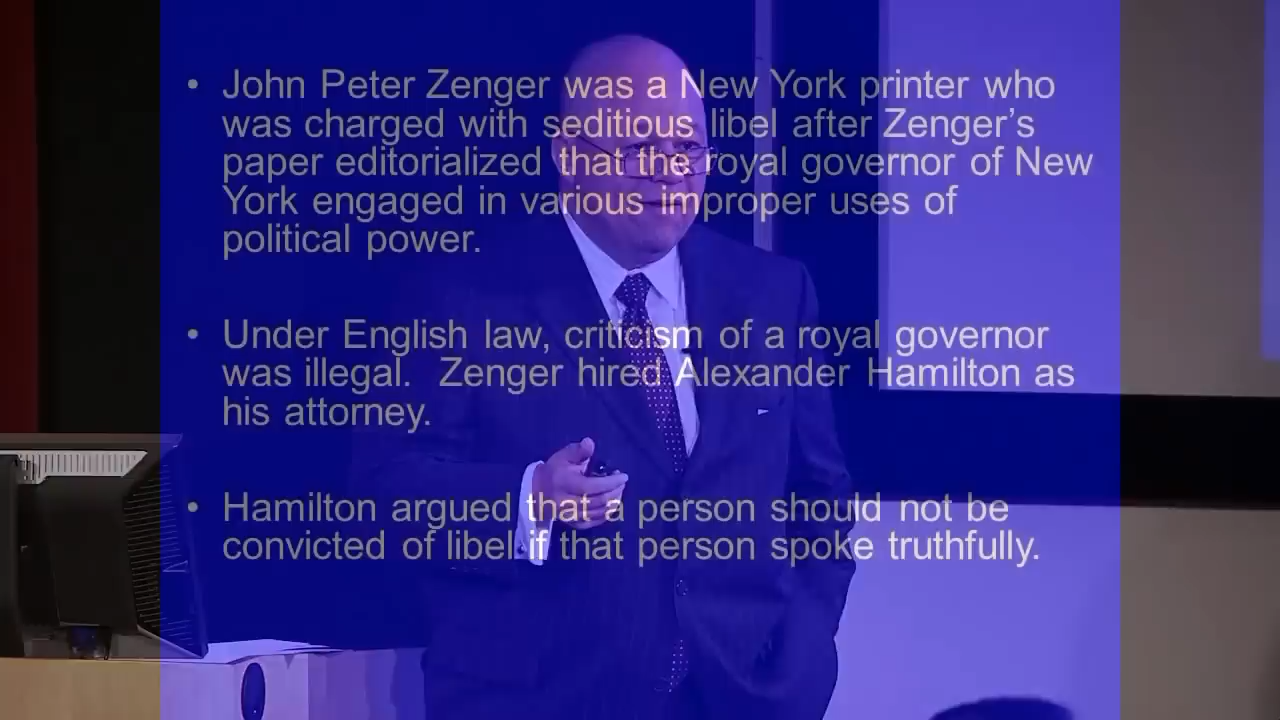 • John Peter Zenger was a New York printer who
was charged with seditious libel after Zenger’s
paper editorialized that the royal governor of New
York engaged in various improper uses of
political power.
• Under English law, criticism of a royal governor
was illegal.  Zenger hired Alexander Hamilton as
his attorney.
• Hamilton argued that a person should not be
convicted of libel if that person spoke truthfully.